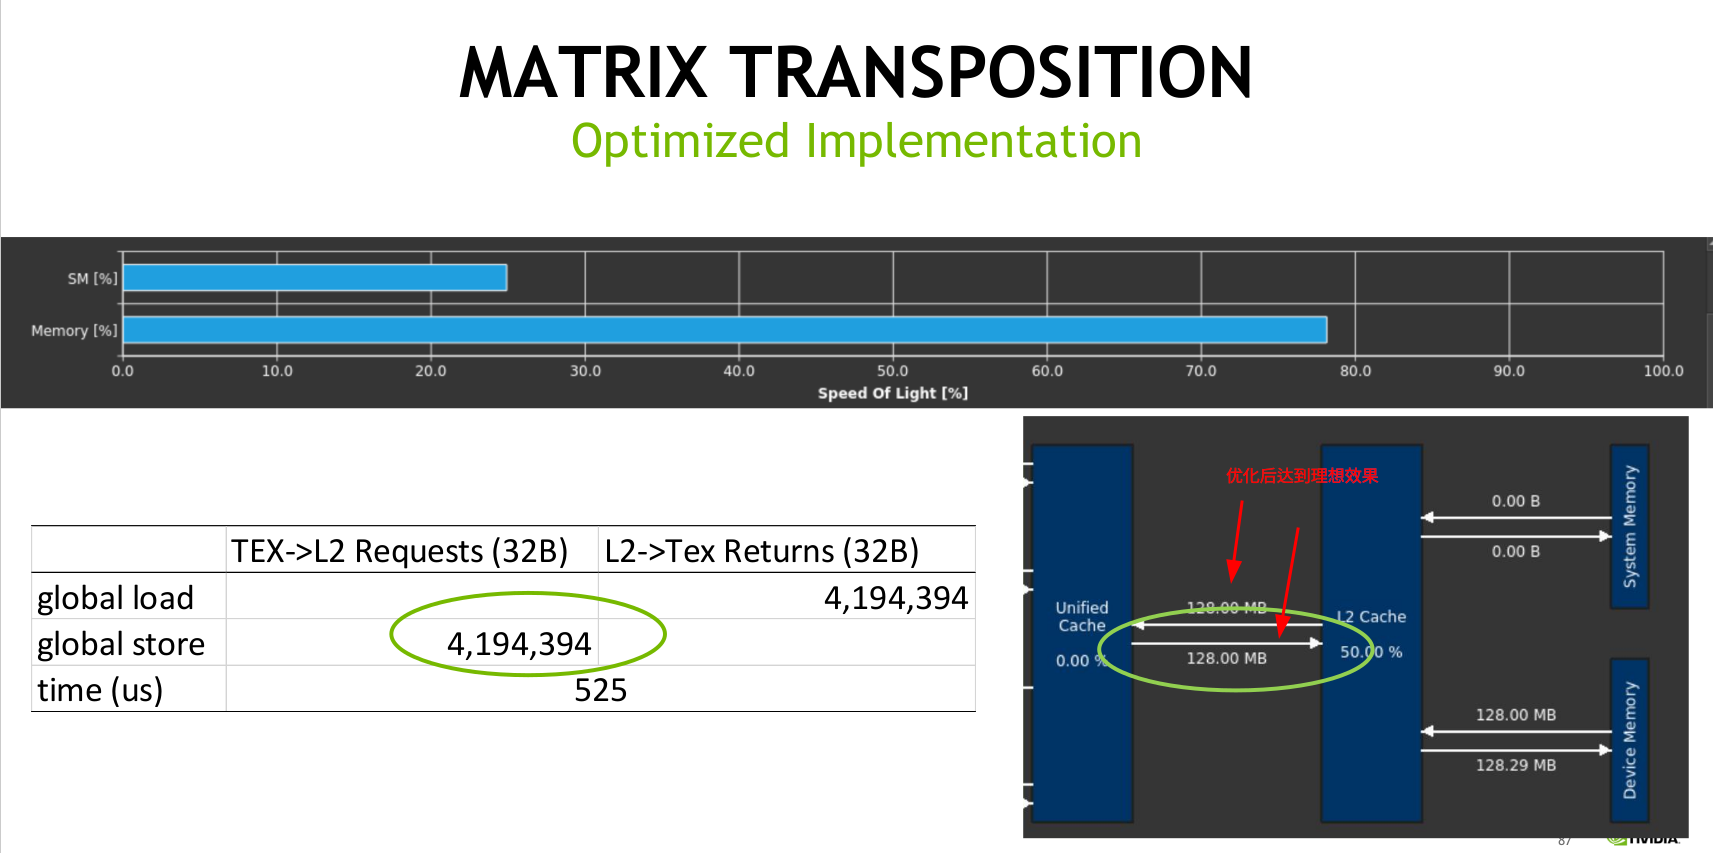 MATRIX TRANSPOSITION
Optimized Implementation
SM [%]
Memory [%]
0.0 10.0 20.0 30.0 40.0 50.0 60.0 70.0 80.0 90.0 100.0
Speed Of Light [%]
TEX->L2 Requests (32B) L2->Tex Returns (32B)
global load 4,194,394
global store 4,194,394
time (us) 525
优化后达到理想效果
Unified
Cache
0.00 %
128.00 MB
128.00 MB
L2 Cache
50.00 %
0.00 B
0.00 B
System Memory
128.00 MB
128.29 MB
Device Memory
87
NVIDIA.